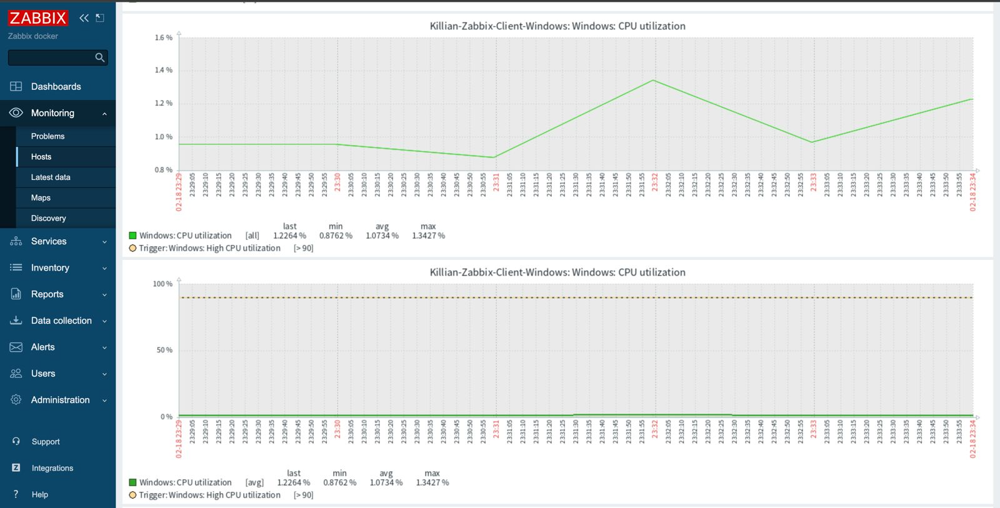 ZABBIX
Zabbix docker
Dashboards
Monitoring
Problems
Hosts
Latest data
Maps
Discovery
Services
Inventory
Reports
Data collection
Alerts
Users
Administration
Support
Integrations
Help
Killian-Zabbix-Client-Windows: Windows: CPU utilization
1.6 %
1.4 %
1.2 %
1.0 %
0.8 %
02-18 23:29 23:29:05 23:29:10 23:29:15 23:29:20 23:29:25 23:29:30 23:29:35 23:29:40 23:29:45 23:29:50 23:29:55 23:30 23:30:05 23:30:10 23:30:15 23:30:20 23:30:25 23:30:30 23:30:35 23:30:40 23:30:45 23:30:50 23:30:55 23:31 23:31:05 23:31:10 23:31:15 23:31:20 23:31:25 23:31:30 23:31:35 23:31:40 23:31:45 23:31:50 23:31:55 23:32 23:32:05 23:32:10 23:32:15 23:32:20 23:32:25 23:32:30 23:32:35 23:32:40 23:32:45 23:32:50 23:32:55 23:33 23:33:05 23:33:10 23:33:15 23:33:20 23:33:25 23:33:30 23:33:35 23:33:40 23:33:45 23:33:50 23:33:55 02-18 23:34
last min avg max
Windows: CPU utilization [all] 1.2264 % 0.8762 % 1.0734 % 1.3427 %
Trigger: Windows: High CPU utilization [> 90]
Killian-Zabbix-Client-Windows: Windows: CPU utilization
100 %
50 %
0 %
02-18 23:29 23:29:05 23:29:10 23:29:15 23:29:20 23:29:25 23:29:30 23:29:35 23:29:40 23:29:45 23:29:50 23:29:55 23:30 23:30:05 23:30:10 23:30:15 23:30:20 23:30:25 23:30:30 23:30:35 23:30:40 23:30:45 23:30:50 23:30:55 23:31 23:31:05 23:31:10 23:31:15 23:31:20 23:31:25 23:31:30 23:31:35 23:31:40 23:31:45 23:31:50 23:31:55 23:32 23:32:05 23:32:10 23:32:15 23:32:20 23:32:25 23:32:30 23:32:35 23:32:40 23:32:45 23:32:50 23:32:55 23:33 23:33:05 23:33:10 23:33:15 23:33:20 23:33:25 23:33:30 23:33:35 23:33:40 23:33:45 23:33:50 23:33:55 02-18 23:34
last min avg max
Windows: CPU utilization [avg] 1.2264 % 0.8762 % 1.0734 % 1.3427 %
Trigger: Windows: High CPU utilization [> 90]